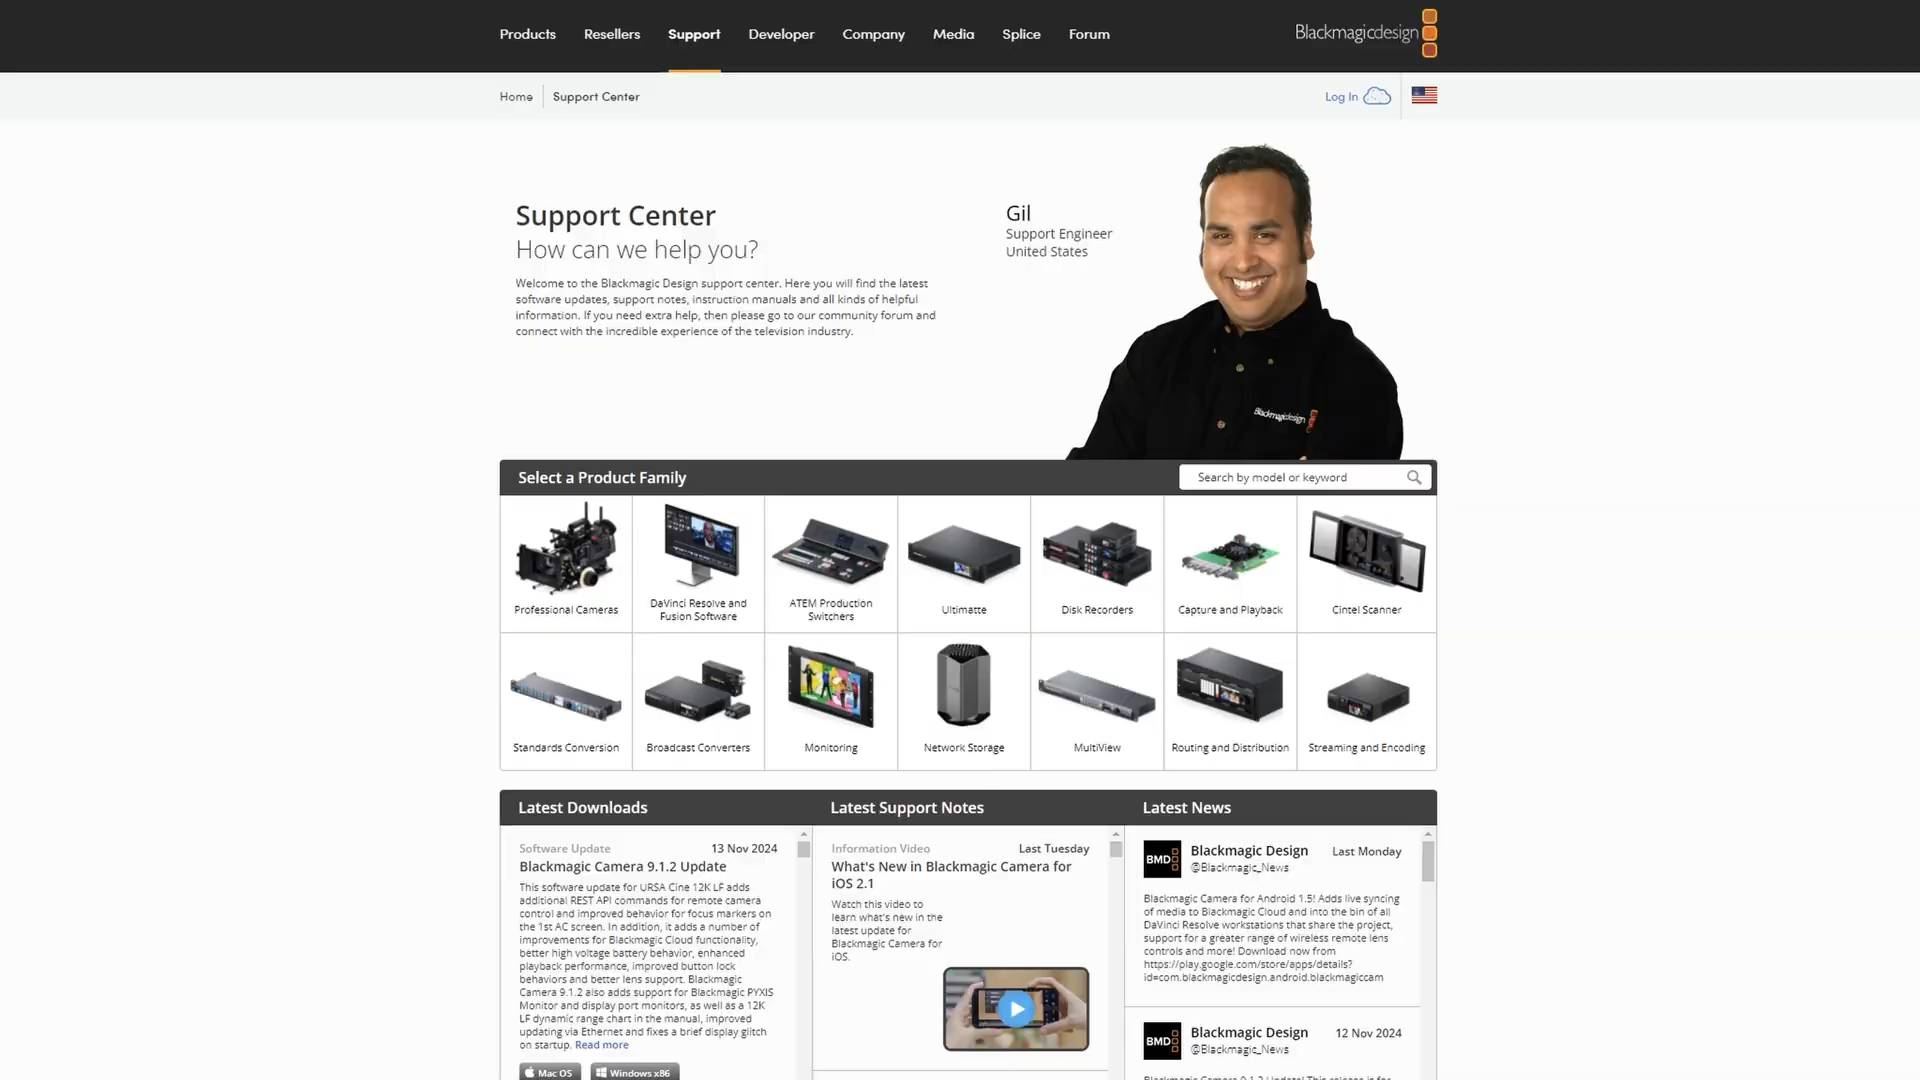 Products Resellers Support Developer Company Media Splice Forum
Blackmagicdesign
Home Support Center
Log In
Support Center
How can we help you?
Welcome to the Blackmagic Design support center. Here you will find the latest
software updates, support notes, instruction manuals and all kinds of helpful
information. If you need extra help, then please go to our community forum and
connect with the incredible experience of the television industry.
Gil
Support Engineer
United States
Blackmagicdesign
Select a Product Family
Search by model or keyword
Professional Cameras
DaVinci Resolve and
Fusion Software
ATEM Production
Switchers
Ultimatte
Disk Recorders
Capture and Playback
Cintel Scanner
Standards Conversion
Broadcast Converters
Monitoring
Network Storage
MultiView
Routing and Distribution
Streaming and Encoding
Latest Downloads
Software Update 13 Nov 2024
Blackmagic Camera 9.1.2 Update
This software update for URSA Cine 12K LF adds
additional REST API commands for remote camera
control and improved behavior for focus markers on
the 1st AC screen. In addition, it adds a number of
improvements for Blackmagic Cloud functionality,
better high voltage battery behavior, enhanced
playback performance, improved button lock
behaviors and better lens support. Blackmagic
Camera 9.1.2 also adds support for Blackmagic PYXIS
Monitor and display port monitors, as well as a 12K
LF dynamic range chart in the manual, improved
updating via Ethernet and fixes a brief display glitch
on startup. Read more
Mac OS Windows x86
Latest Support Notes
Information Video Last Tuesday
What's New in Blackmagic Camera for
iOS 2.1
Watch this video to
learn what's new in the
latest update for
Blackmagic Camera for
iOS.
Latest News
BMD
Blackmagic Design Last Monday
@Blackmagic_News
Blackmagic Camera for Android 1.5! Adds live syncing
of media to Blackmagic Cloud and into the bin of all
DaVinci Resolve workstations that share the project,
support for a greater range of wireless remote lens
controls and more! Download now from
https://play.google.com/store/apps/details?
id=com.blackmagicdesign.android.blackmagiccam
BMD
Blackmagic Design 12 Nov 2024
@Blackmagic_News
Blackmagic Camera 9.1.2 Update! This release is for